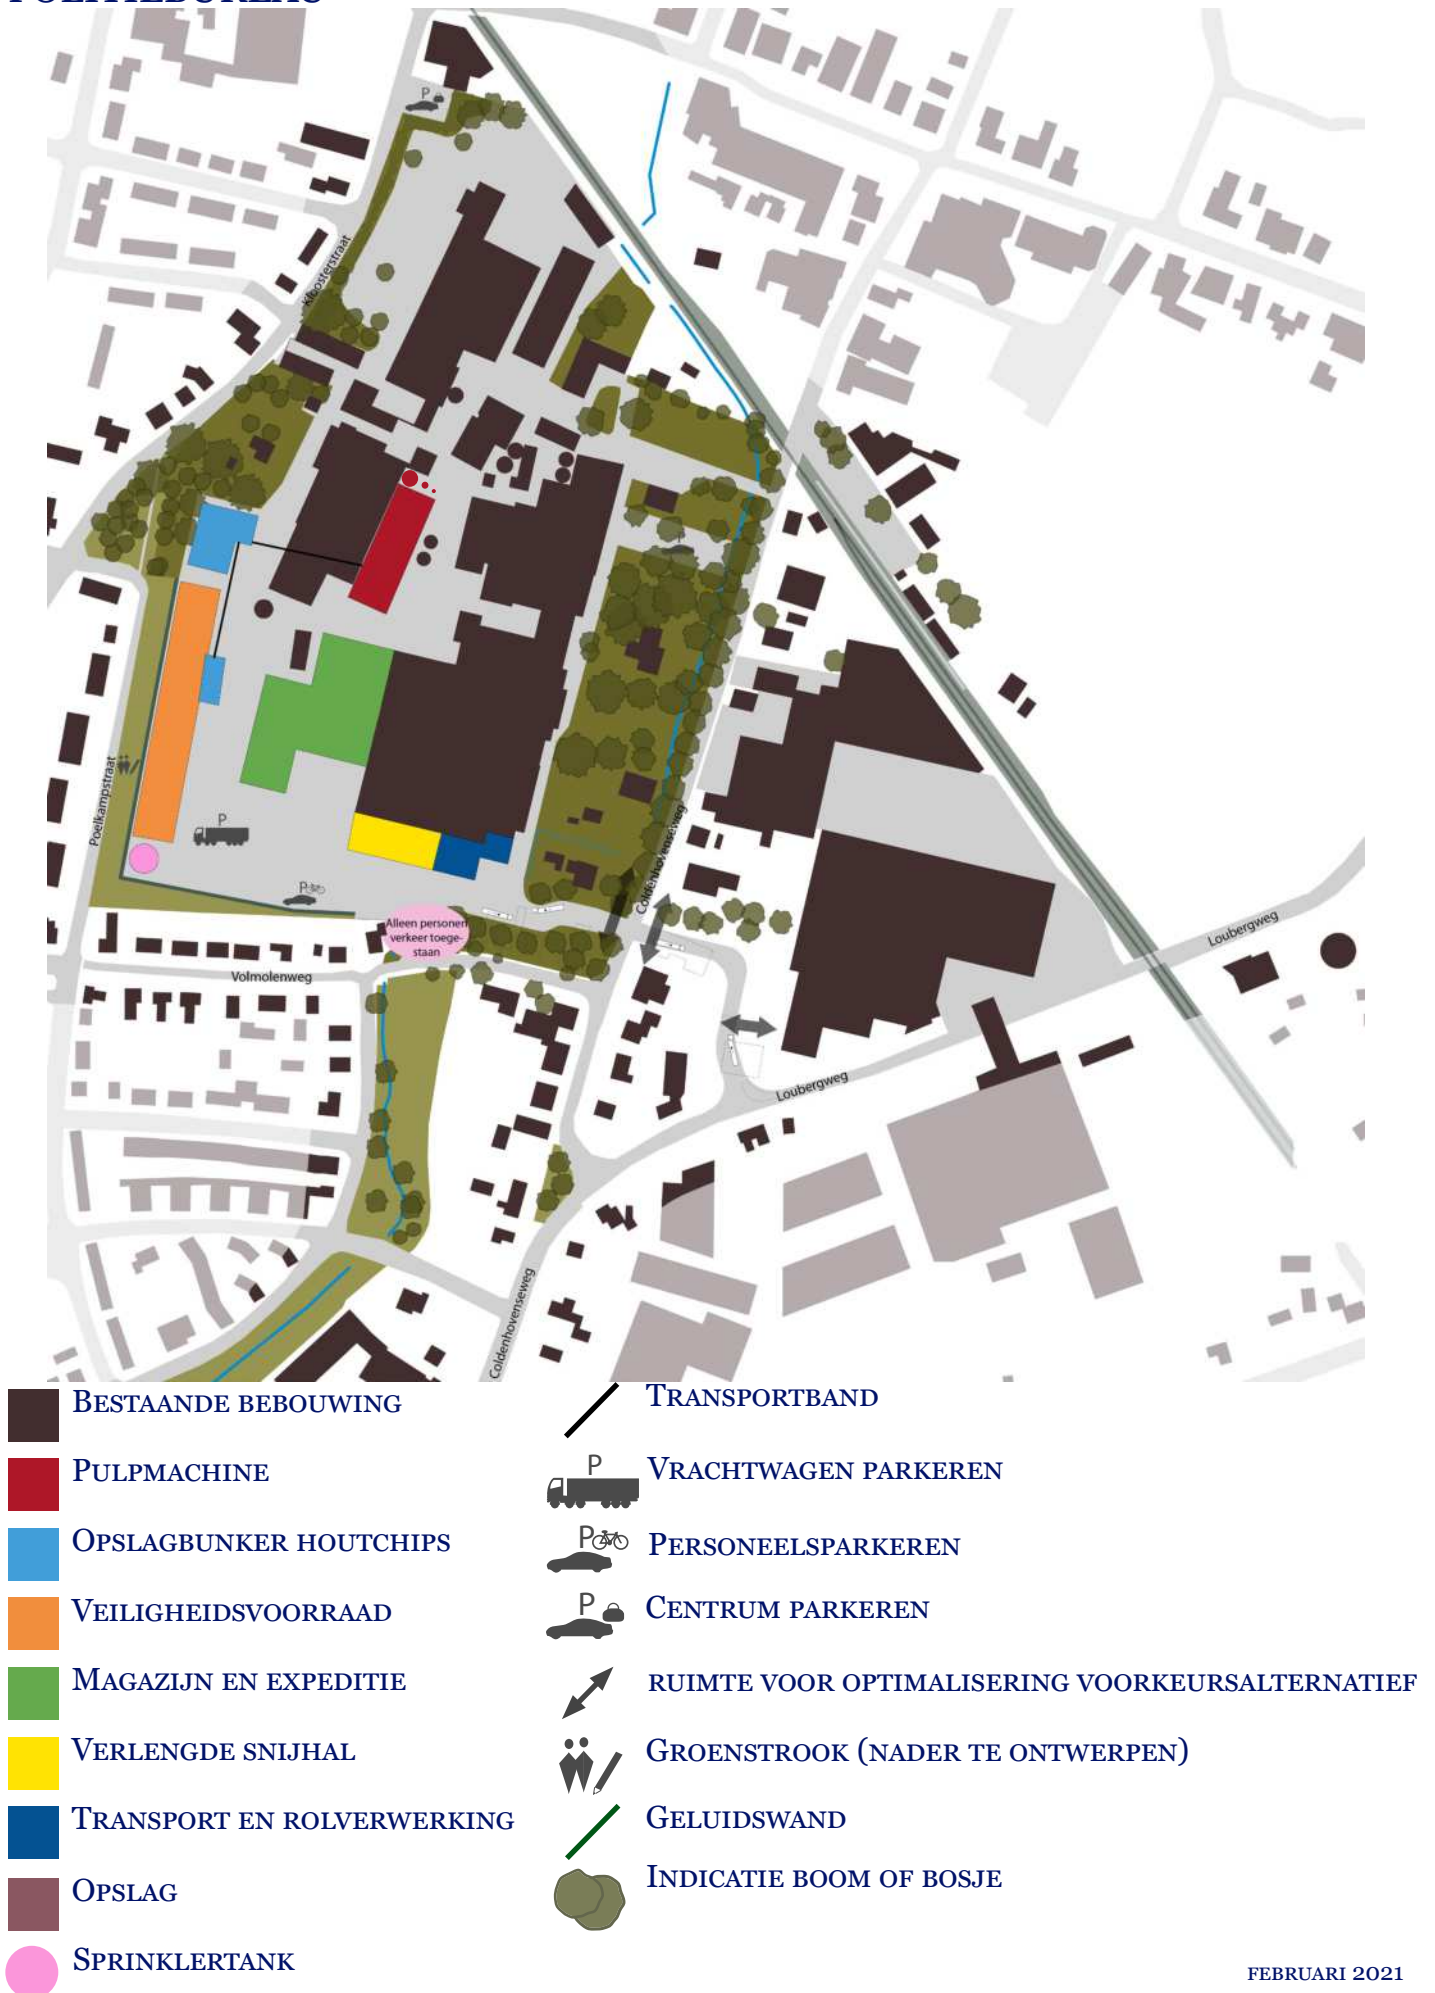 P
Kloosterstraat
Poelkampstraat
P
P
Coldenhovenseweg
Alleen personen
verkeer toege-
staan
Volmolenweg
Loubergweg
Loubergweg
Coldenhovenseweg
Bestaande bebouwing
Pulpmachine
Opslagbunker houtchips
Veiligheidsvoorraad
Magazijn en expeditie
Verlengde snijhal
Transport en rolverwerking
Opslag
Sprinklertank
Transportband
P
Vrachtwagen parkeren
P
Personeelsparkeren
P
Centrum parkeren
ruimte voor optimalisering voorkeursalternatief
Groenstrook (nader te ontwerpen)
Geluidswand
Indicatie boom of bosje
februari 2021